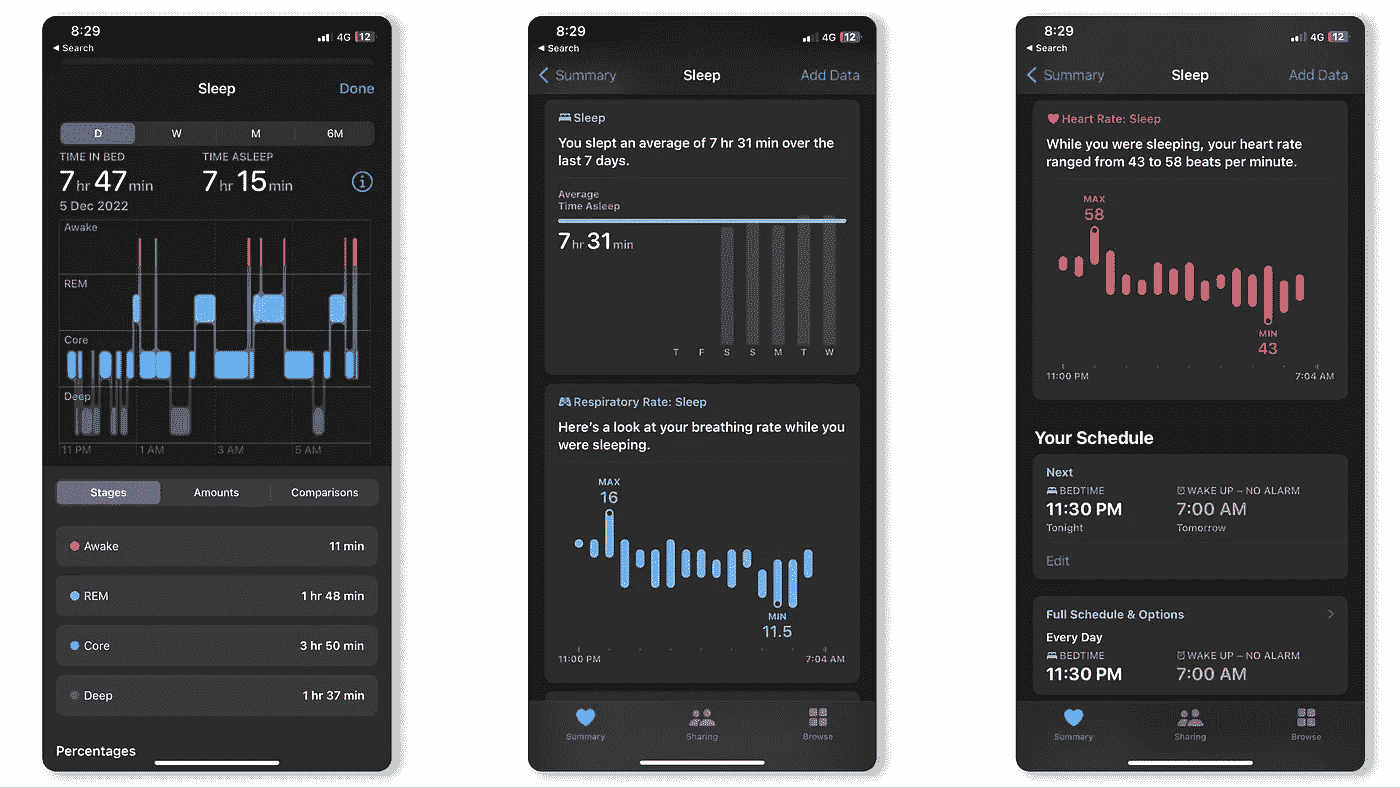 8:29
4G 12
◀ Search
Sleep
Done
D W M 6M
TIME IN BED TIME ASLEEP
7 hr 47 min 7 hr 15 min
5 Dec 2022
Awake
REM
Core
Deep
11 PM 1 AM 3 AM 5 AM
Stages Amounts Comparisons
Awake 11 min
REM 1 hr 48 min
Core 3 hr 50 min
Deep 1 hr 37 min
Percentages
8:29
4G 12
◀ Search
Summary Sleep Add Data
Sleep
You slept an average of 7 hr 31 min over the
last 7 days.
Average
Time Asleep
7 hr 31 min
T F S S M T W
Respiratory Rate: Sleep
Here's a look at your breathing rate while you
were sleeping.
MAX
16
MIN
11.5
11:00 PM 7:04 AM
Summary Sharing Browse
8:29
4G 12
◀ Search
Summary Sleep Add Data
Heart Rate: Sleep
While you were sleeping, your heart rate
ranged from 43 to 58 beats per minute.
MAX
58
MIN
43
11:00 PM 7:04 AM
Your Schedule
Next
BEDTIME WAKE UP – NO ALARM
11:30 PM 7:00 AM
Tonight Tomorrow
Edit
Full Schedule & Options
Every Day
BEDTIME WAKE UP – NO ALARM
11:30 PM 7:00 AM
Summary Sharing Browse